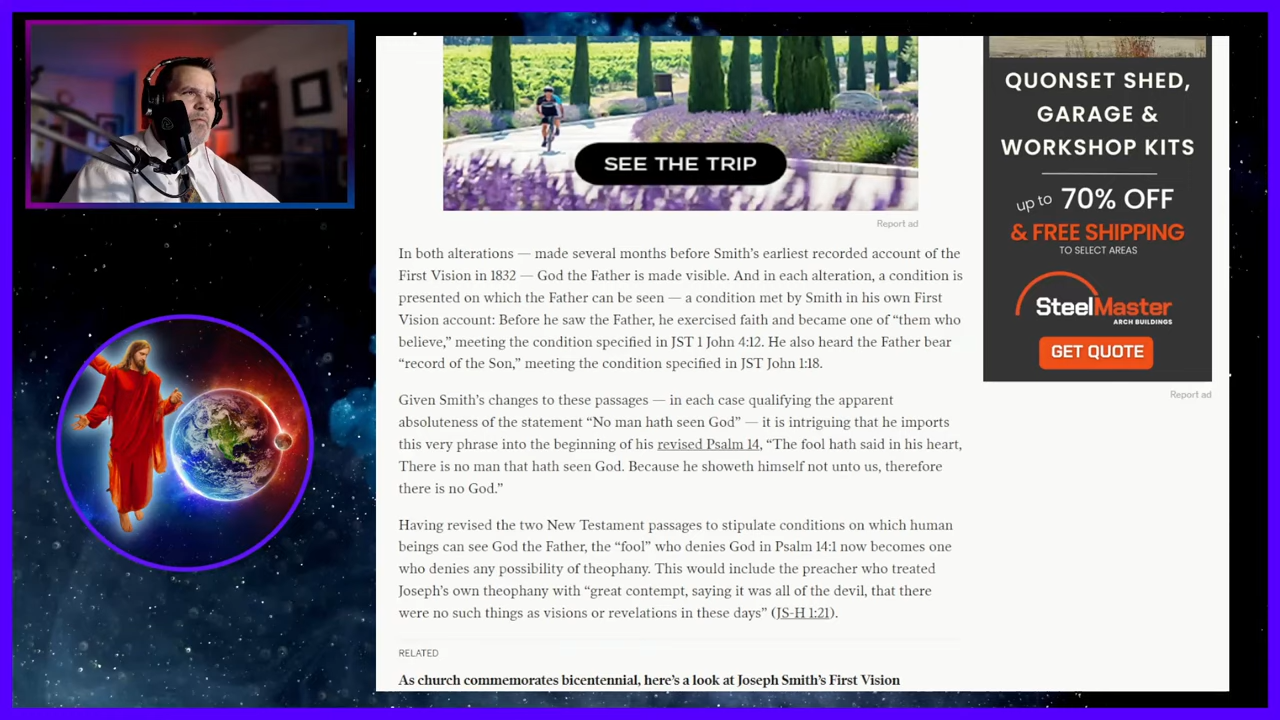 SEE THE TRIP
Report ad
In both alterations — made several months before Smith’s earliest recorded account of the
First Vision in 1832 — God the Father is made visible. And in each alteration, a condition is
presented on which the Father can be seen — a condition met by Smith in his own First
Vision account: Before he saw the Father, he exercised faith and became one of “them who
believe,” meeting the condition specified in JST 1 John 4:12. He also heard the Father bear
“record of the Son,” meeting the condition specified in JST John 1:18.
Given Smith’s changes to these passages — in each case qualifying the apparent
absoluteness of the statement “No man hath seen God” — it is intriguing that he imports
this very phrase into the beginning of his revised Psalm 14, “The fool hath said in his heart,
There is no man that hath seen God. Because he showeth himself not unto us, therefore
there is no God.”
Having revised the two New Testament passages to stipulate conditions on which human
beings can see God the Father, the “fool” who denies God in Psalm 14:1 now becomes one
who denies any possibility of theophany. This would include the preacher who treated
Joseph’s own theophany with “great contempt, saying it was all of the devil, that there
were no such things as visions or revelations in these days” (JS-H 1:21).
RELATED
As church commemorates bicentennial, here’s a look at Joseph Smith’s First Vision
QUONSET SHED,
GARAGE &
WORKSHOP KITS
up to 70% OFF
& FREE SHIPPING
TO SELECT AREAS
SteelMaster
ARCH BUILDINGS
GET QUOTE
Report ad